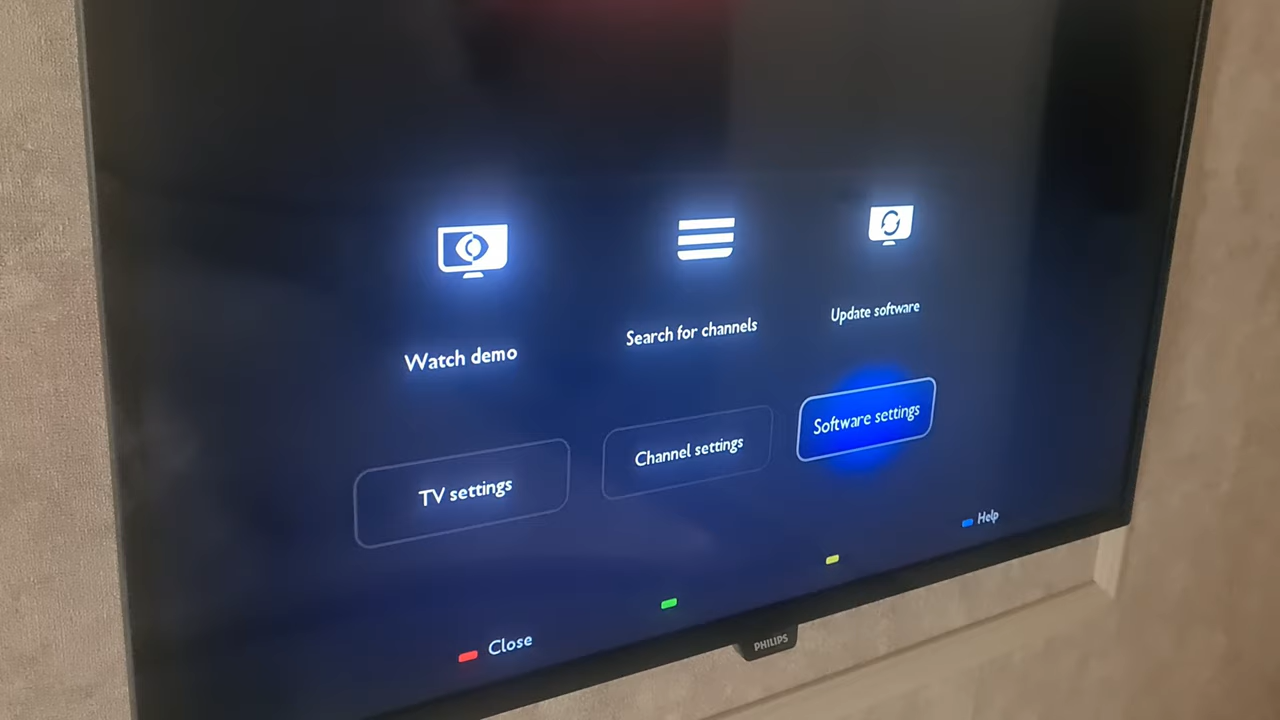 Watch demo
Search for channels
Update software
TV settings
Channel settings
Software settings
Close
Help
PHILIPS